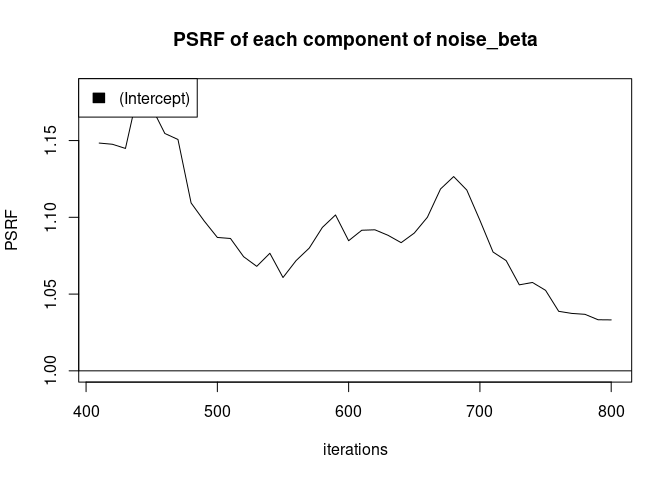 PSRF of each component of noise_beta
(Intercept)
1.15
1.10
1.05
1.00
PSRF
400 500 600 700 800
iterations